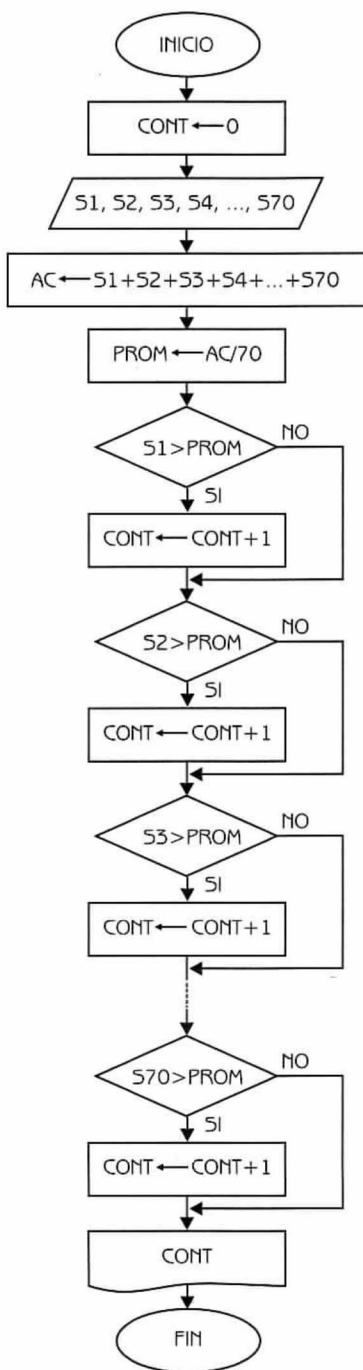 INICIO
CONT ← 0
S1, S2, S3, S4, ..., S70
AC ← S1+S2+S3+S4+...+S70
PROM ← AC/70
S1>PROM
NO
SI
CONT ← CONT+1
S2>PROM
NO
SI
CONT ← CONT+1
S3>PROM
NO
SI
CONT ← CONT+1
S70>PROM
NO
SI
CONT ← CONT+1
CONT
FIN